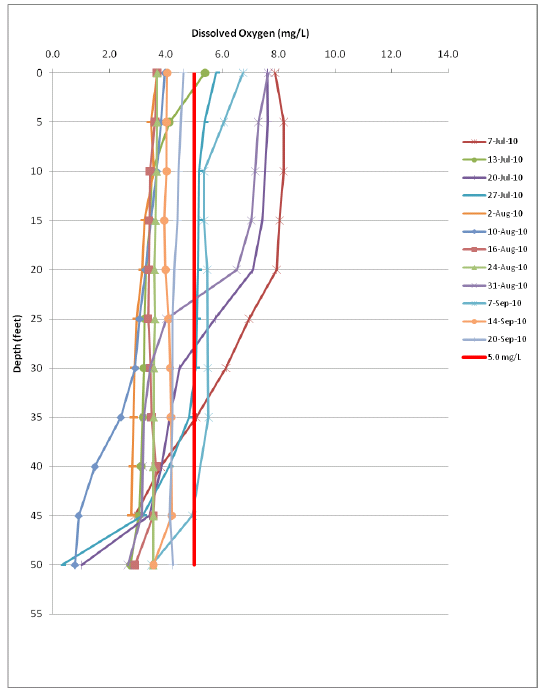 Dissolved Oxygen (mg/L)
0.0 2.0 4.0 6.0 8.0 10.0 12.0 14.0
0
5
10
15
20
25
30
35
40
45
50
55
Depth (feet)
7-Jul-10
13-Jul-10
20-Jul-10
27-Jul-10
2-Aug-10
10-Aug-10
16-Aug-10
24-Aug-10
31-Aug-10
7-Sep-10
14-Sep-10
20-Sep-10
5.0 mg/L